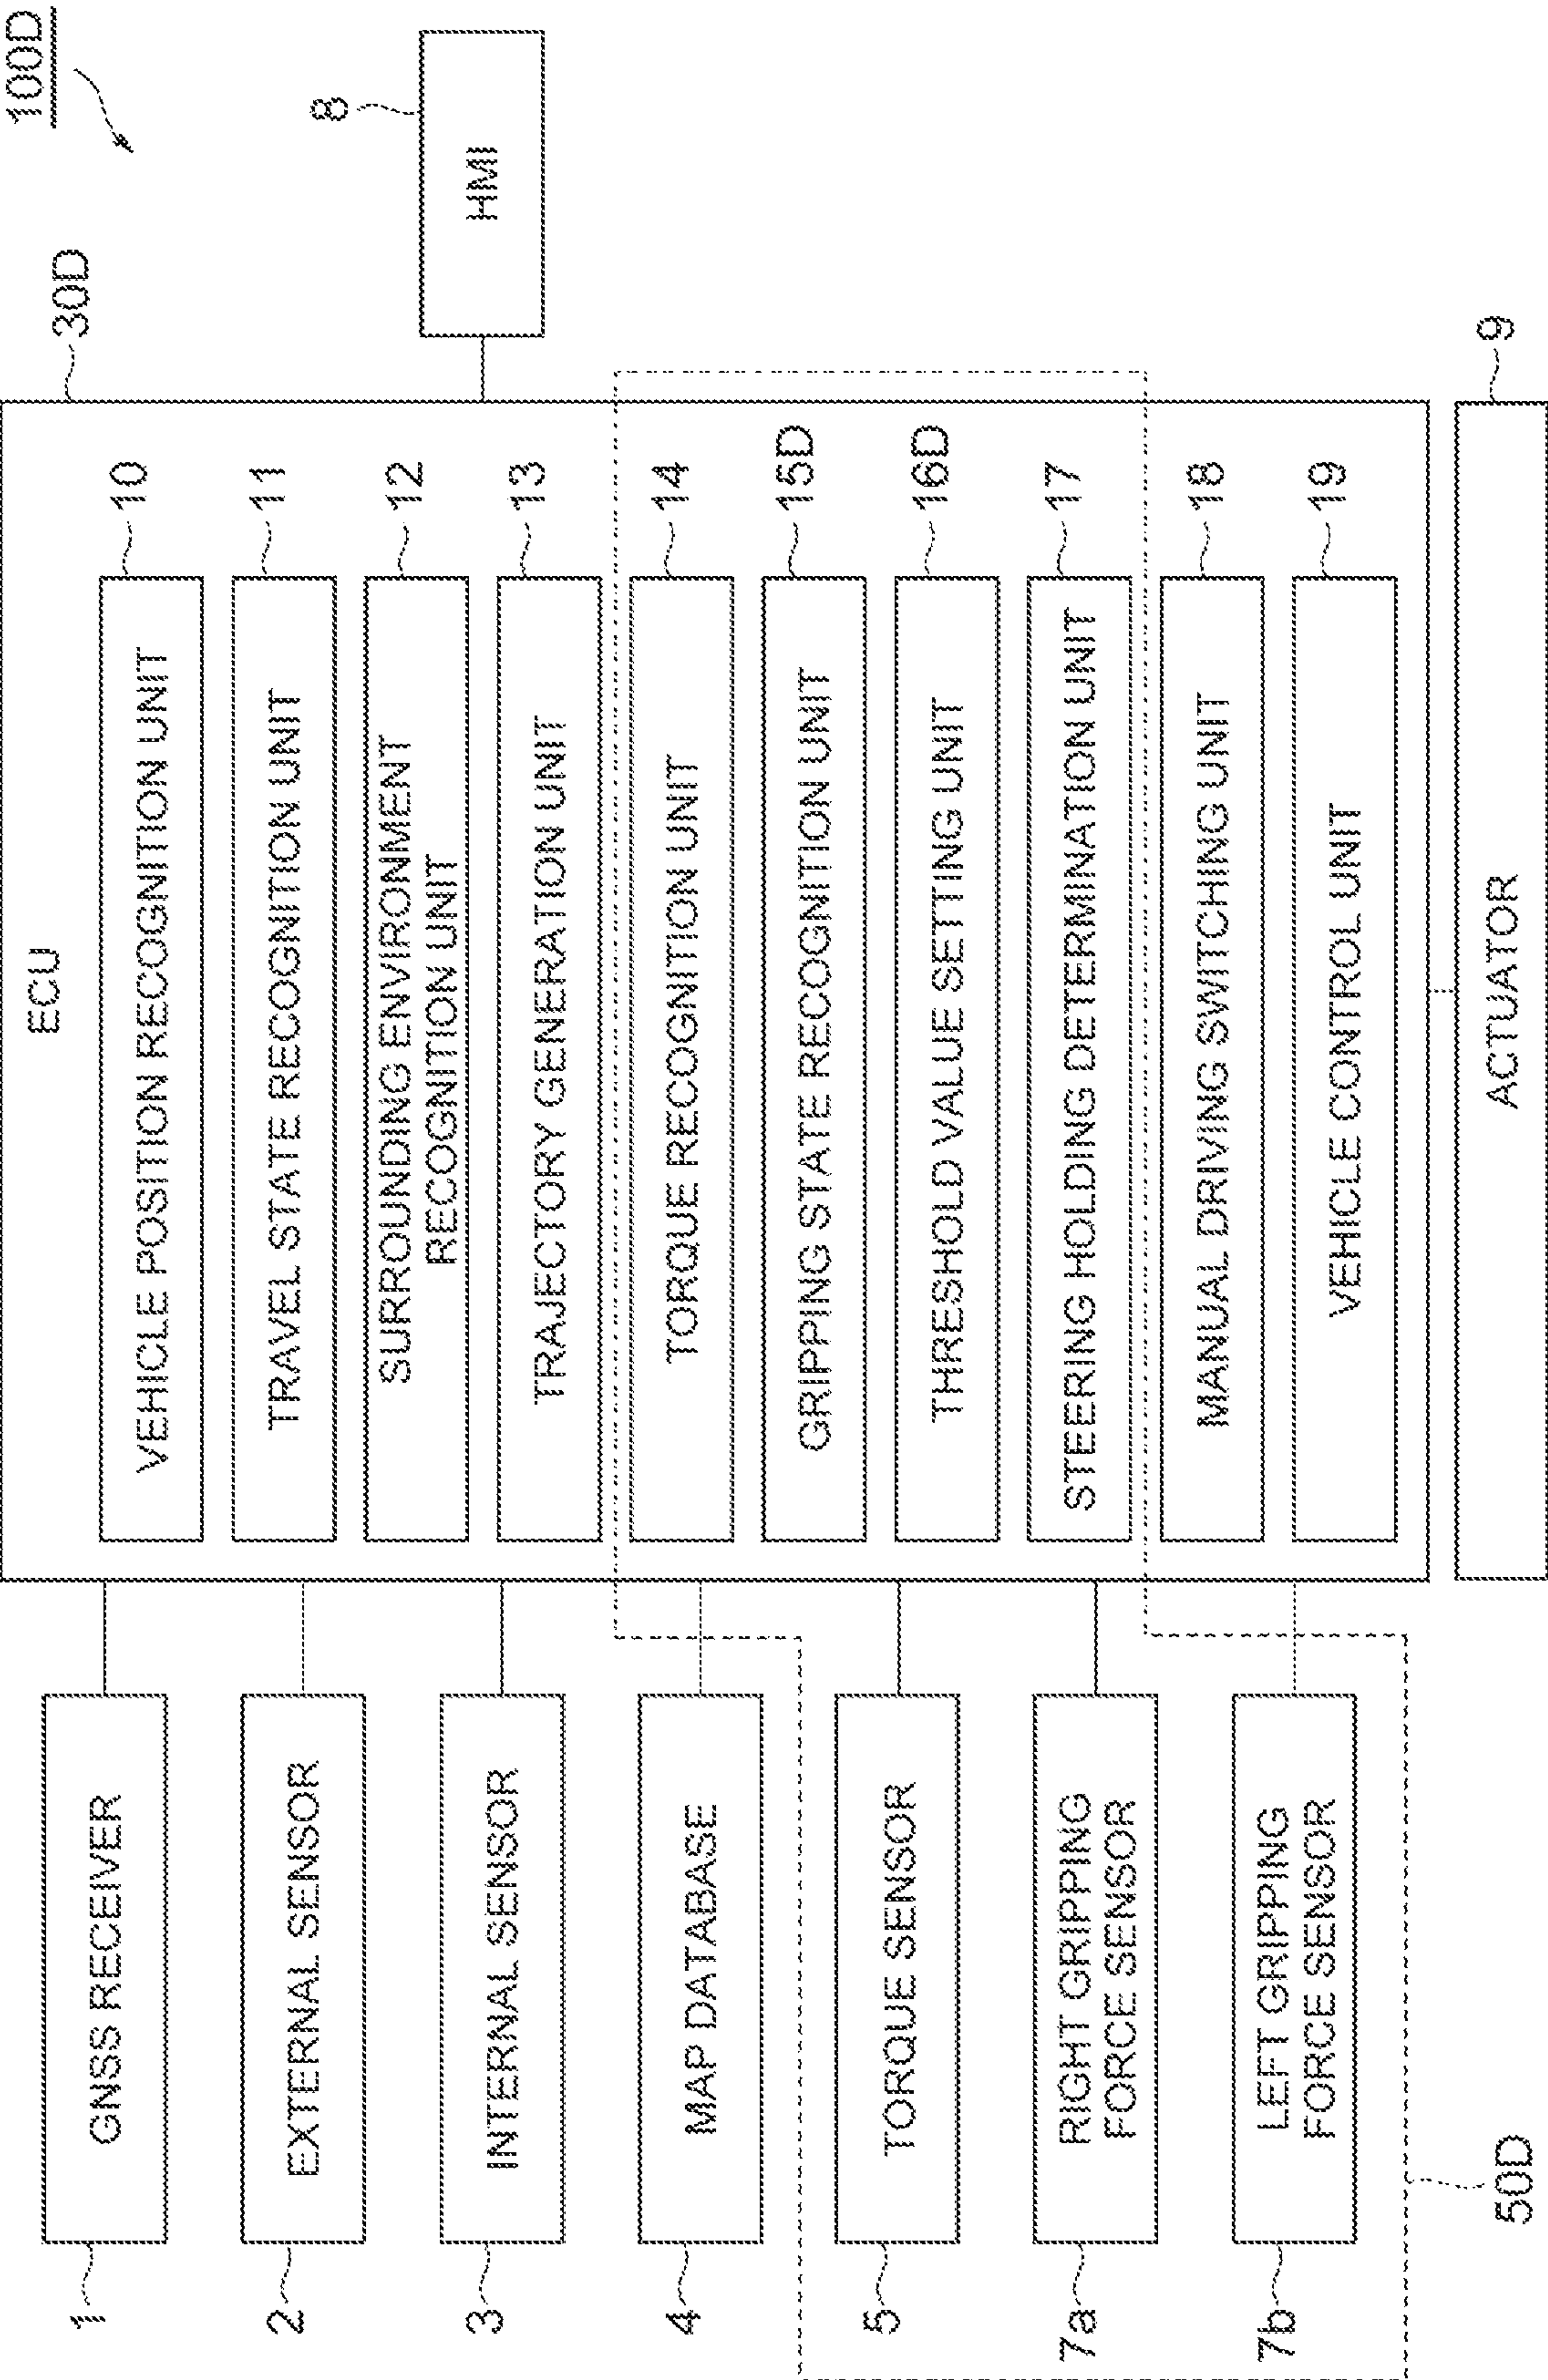 100D
30D
ECU
1
GNSS RECEIVER
2
EXTERNAL SENSOR
3
INTERNAL SENSOR
4
MAP DATABASE
5
TORQUE SENSOR
7a
RIGHT GRIPPING
FORCE SENSOR
7b
LEFT GRIPPING
FORCE SENSOR
50D
VEHICLE POSITION RECOGNITION UNIT
10
TRAVEL STATE RECOGNITION UNIT
11
SURROUNDING ENVIRONMENT
RECOGNITION UNIT
12
TRAJECTORY GENERATION UNIT
13
TORQUE RECOGNITION UNIT
14
GRIPPING STATE RECOGNITION UNIT
15D
THRESHOLD VALUE SETTING UNIT
16D
STEERING HOLDING DETERMINATION UNIT
17
MANUAL DRIVING SWITCHING UNIT
18
VEHICLE CONTROL UNIT
19
HMI
8
ACTUATOR
9